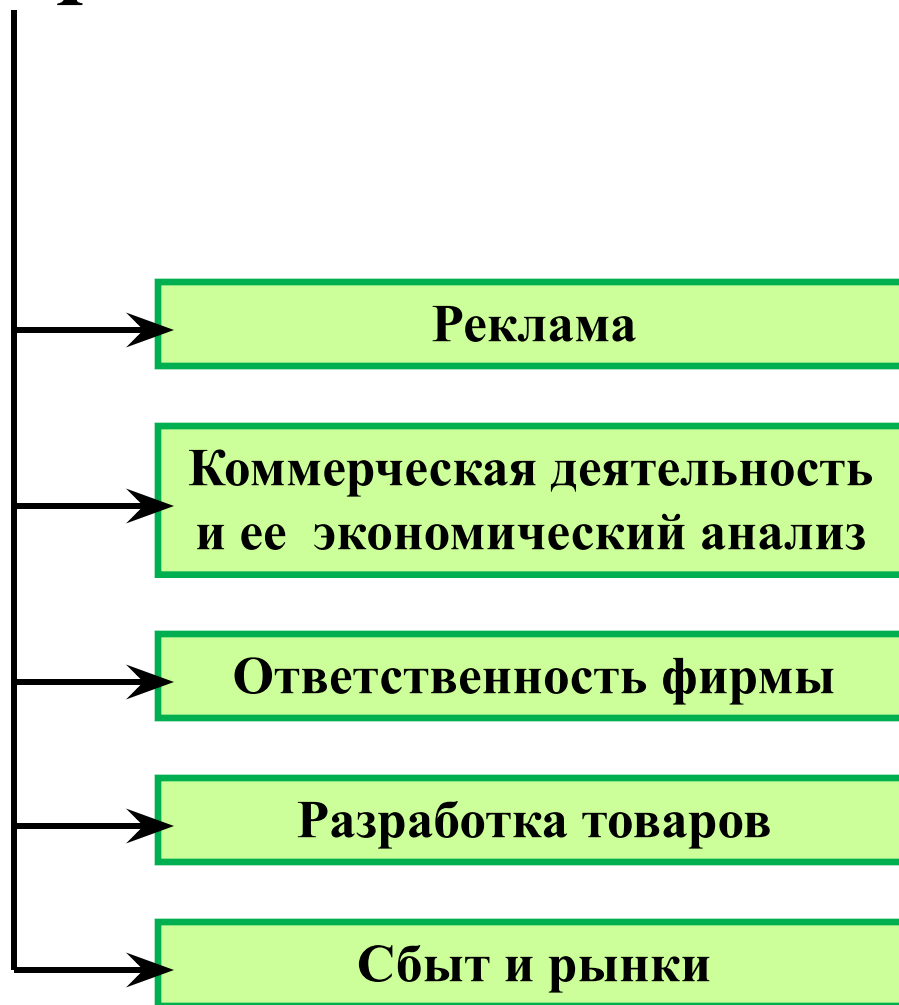 Реклама
Коммерческая деятельность
и ее экономический анализ
Ответственность фирмы
Разработка товаров
Сбыт и рынки